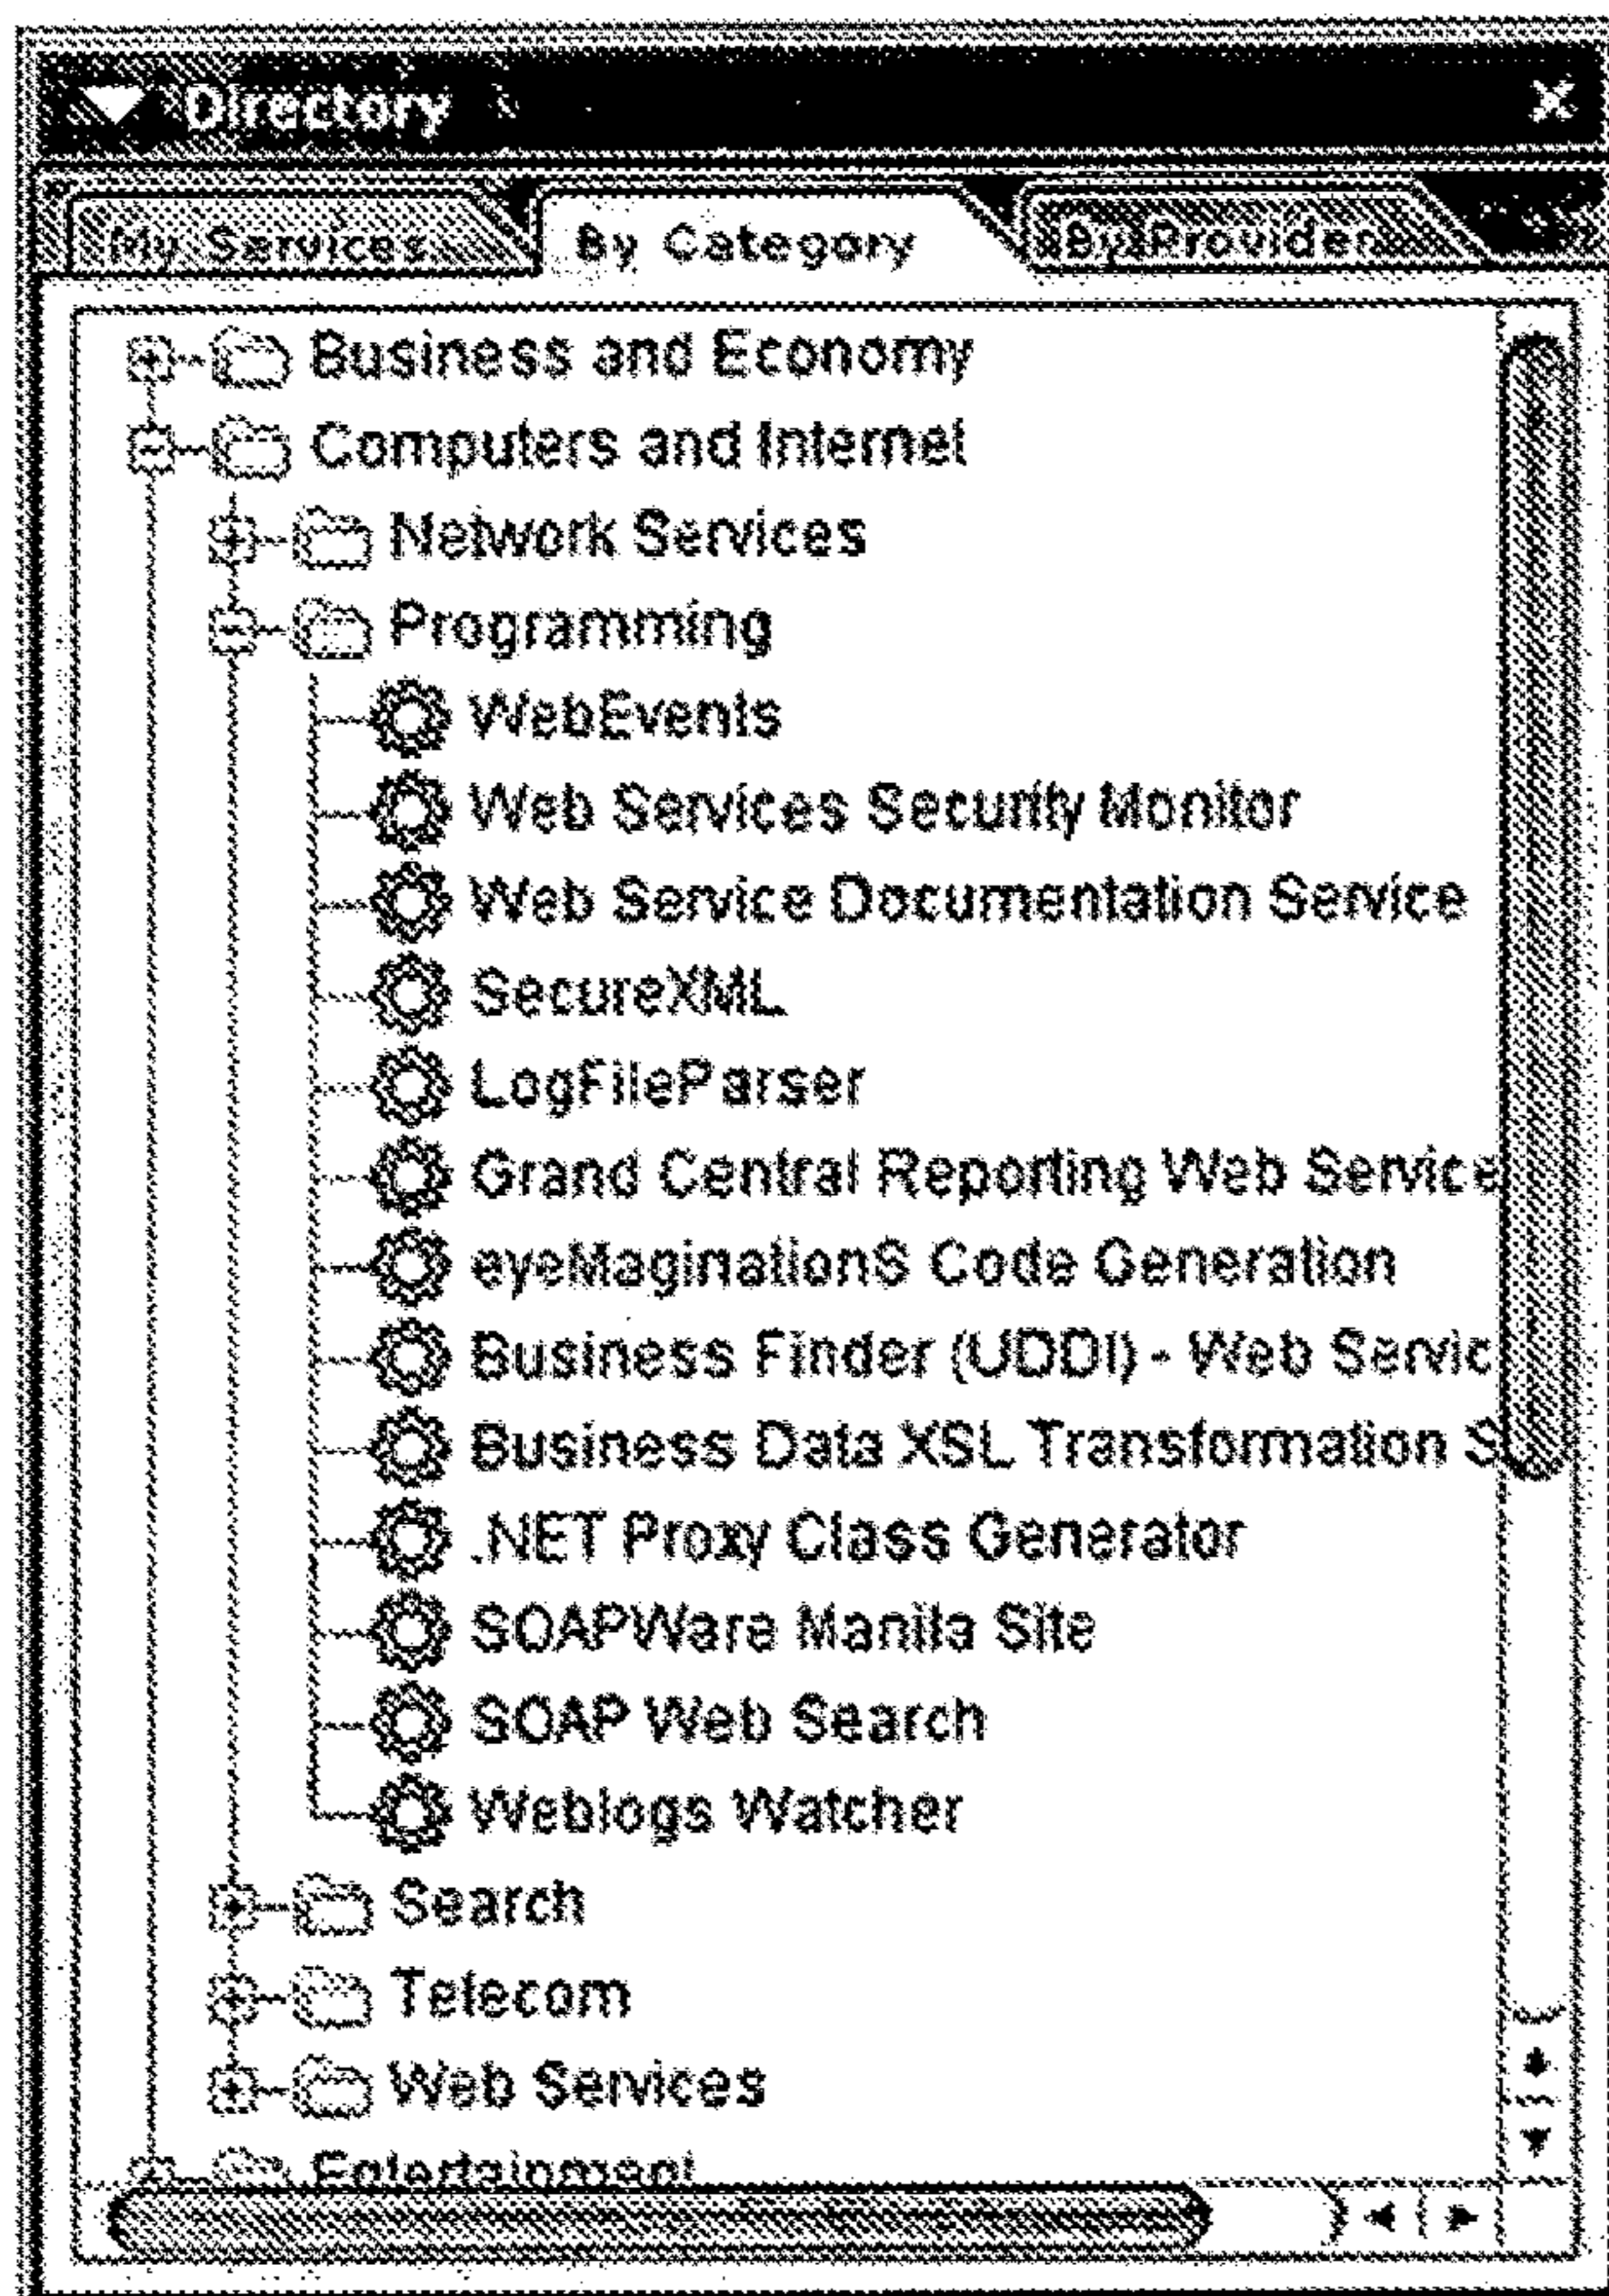 Directory
My Services By Category By Provider
Business and Economy
Computers and Internet
Network Services
Programming
WebEvents
Web Services Security Monitor
Web Service Documentation Service
SecureXML
LogFileParser
Grand Central Reporting Web Service
eyeMaginationS Code Generation
Business Finder (UDDI) - Web Servic
Business Data XSL Transformation S
.NET Proxy Class Generator
SOAPWare Manila Site
SOAP Web Search
Weblogs Watcher
Search
Telecom
Web Services
Entertainment